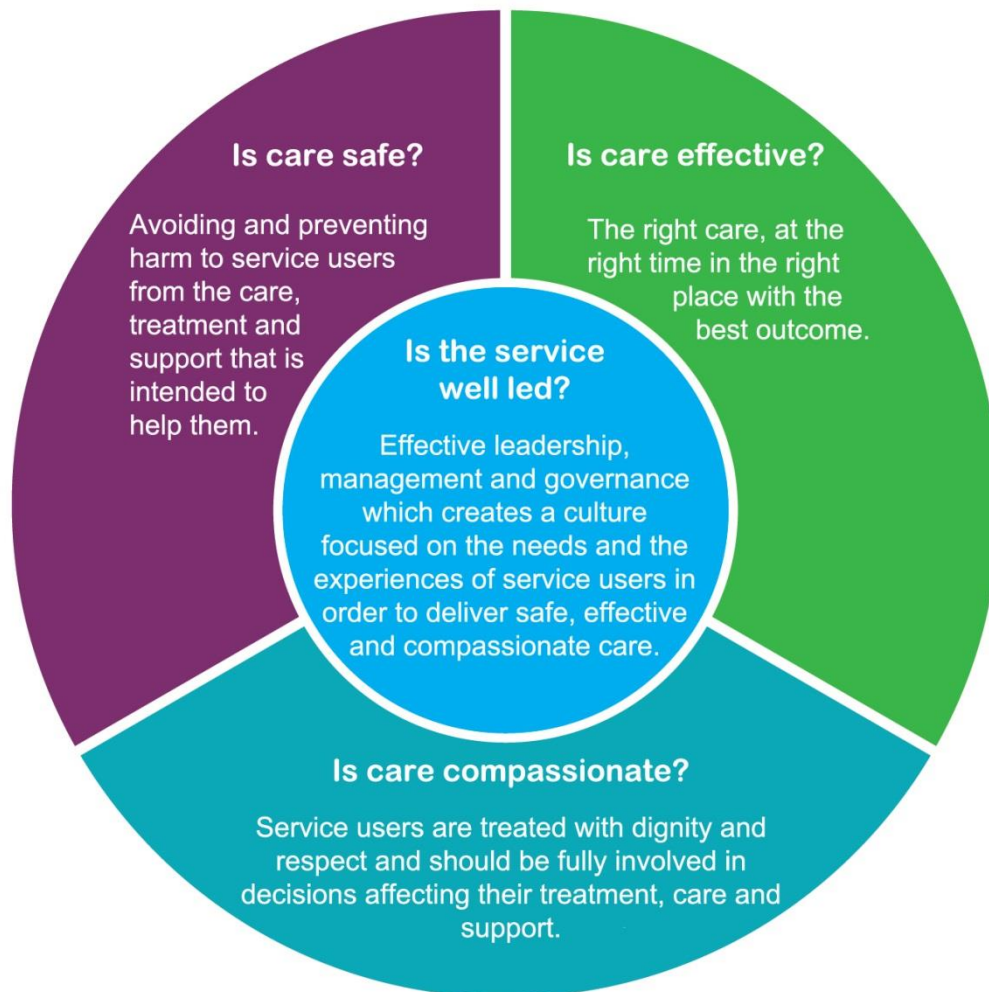 Is care safe?
Avoiding and preventing
harm to service users
from the care,
treatment and
support that is
intended to
help them.
Is care effective?
The right care, at the
right time in the right
place with the
best outcome.
Is the service
well led?
Effective leadership,
management and governance
which creates a culture
focused on the needs and the
experiences of service users in
order to deliver safe, effective
and compassionate care.
Is care compassionate?
Service users are treated with dignity and
respect and should be fully involved in
decisions affecting their treatment, care and
support.